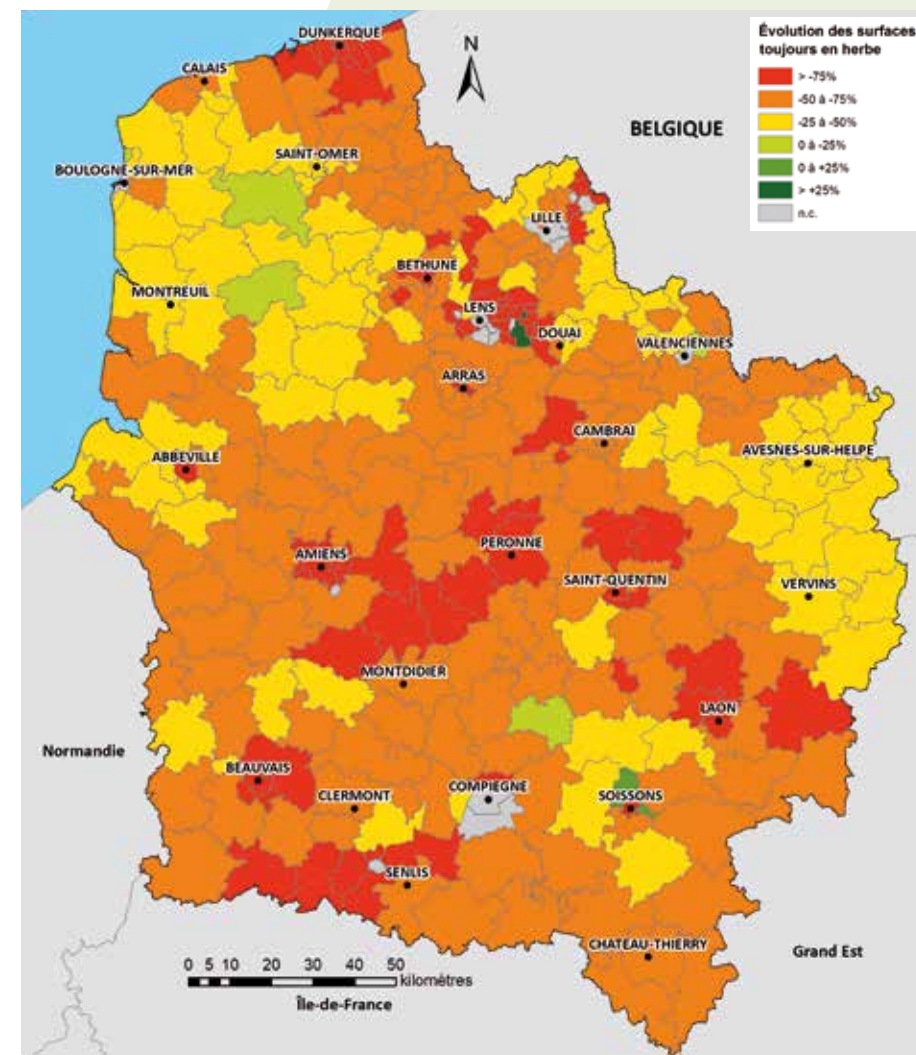 Évolution des surfaces
toujours en herbe
> -75%
-50 à -75%
-25 à -50%
0 à -25%
0 à +25%
> +25%
n.c.
N
DUNKERQUE
CALAIS
BELGIQUE
SAINT-OMER
BOULOGNE-SUR-MER
LILLE
BETHUNE
MONTREUIL
LENS
DOUAI
VALENCIENNES
ARRAS
CAMBRAI
AVESNES-SUR-HELPE
ABBEVILLE
PERONNE
AMIENS
SAINT-QUENTIN
VERVINS
MONTDIDIER
LAON
Normandie
BEAUVAIS
COMPIEGNE
CLERMONT
SOISSONS
SENLIS
CHATEAU-THIERRY
Grand Est
0 5 10 20 30 40 50
kilomètres
Île-de-France